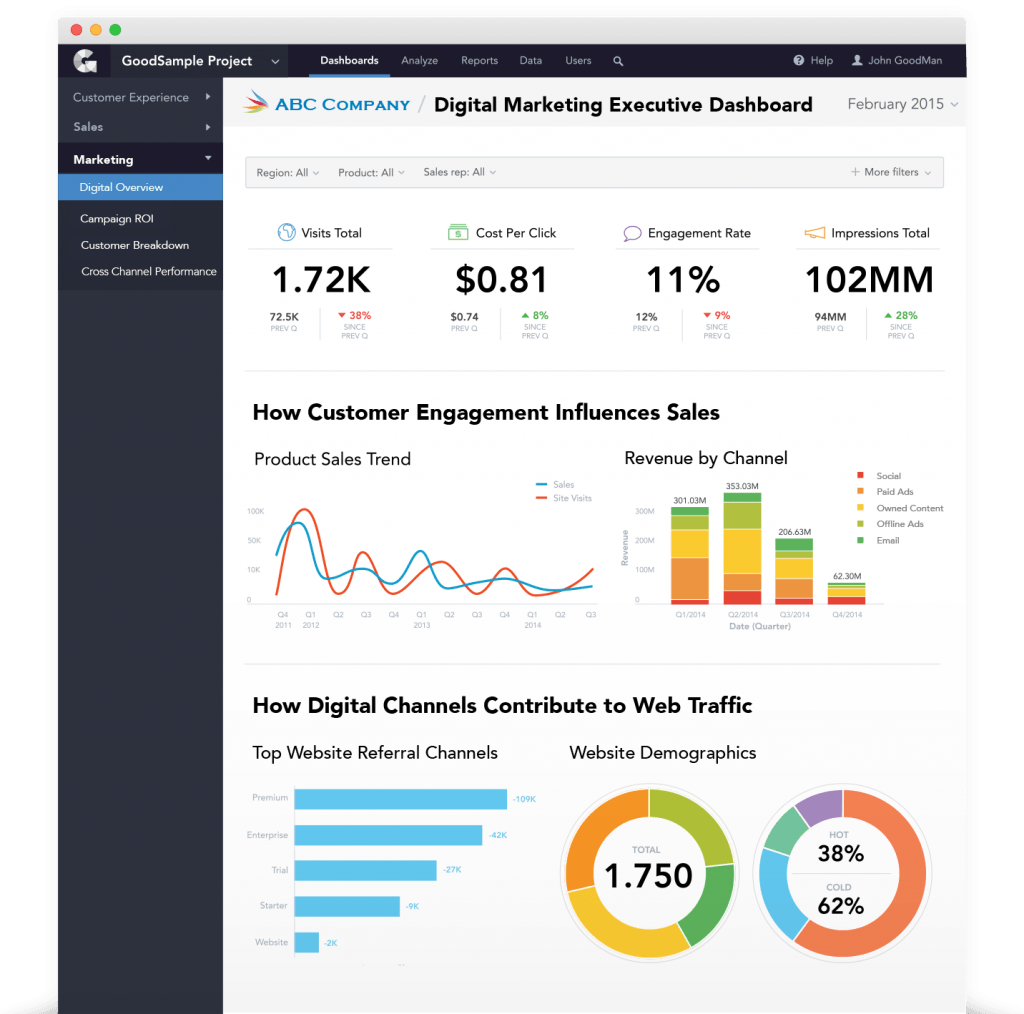 GoodSample Project
Dashboards Analyze Reports Data Users
Help John GoodMan
Customer Experience
Sales
Marketing
Digital Overview
Campaign ROI
Customer Breakdown
Cross Channel Performance
ABC COMPANY / Digital Marketing Executive Dashboard
February 2015
Region: All Product: All Sales rep: All + More filters
Visits Total
1.72K
72.5K
PREV Q
38%
SINCE
PREV Q
Cost Per Click
$0.81
$0.74
PREV Q
8%
SINCE
PREV Q
Engagement Rate
11%
12%
PREV Q
9%
SINCE
PREV Q
Impressions Total
102MM
94MM
PREV Q
28%
SINCE
PREV Q
How Customer Engagement Influences Sales
Product Sales Trend
Sales
Site Visits
100K
50K
10K
0
Q4 Q1 Q2 Q3 Q4 Q1 Q2 Q3 Q4 Q1 Q2 Q3
2011 2012 2013 2014
Revenue by Channel
Social
Paid Ads
Owned Content
Offline Ads
Email
301.03M
353.03M
206.63M
62.30M
Revenue
300M
200M
100M
0
Q1/2014 Q2/2014 Q3/2014 Q4/2014
Date (Quarter)
How Digital Channels Contribute to Web Traffic
Top Website Referral Channels
Premium -109K
Enterprise -42K
Trial -27K
Starter -9K
Website -2K
Website Demographics
TOTAL
1.750
HOT
38%
COLD
62%